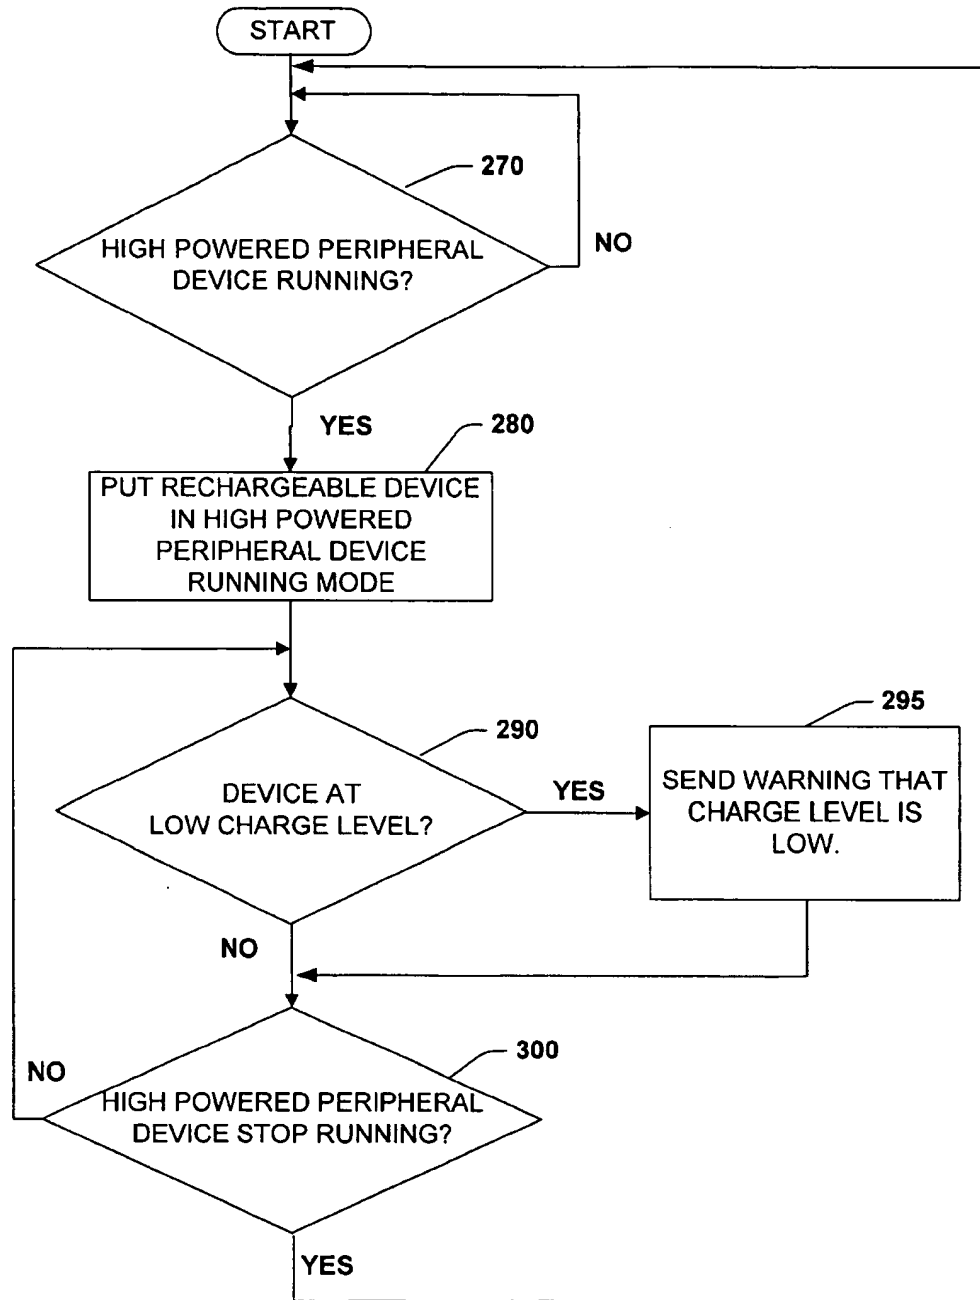 START
270
HIGH POWERED PERIPHERAL
DEVICE RUNNING?
NO
YES
280
PUT RECHARGEABLE DEVICE
IN HIGH POWERED
PERIPHERAL DEVICE
RUNNING MODE
290
DEVICE AT
LOW CHARGE LEVEL?
YES
295
SEND WARNING THAT
CHARGE LEVEL IS
LOW.
NO
300
NO
HIGH POWERED PERIPHERAL
DEVICE STOP RUNNING?
YES